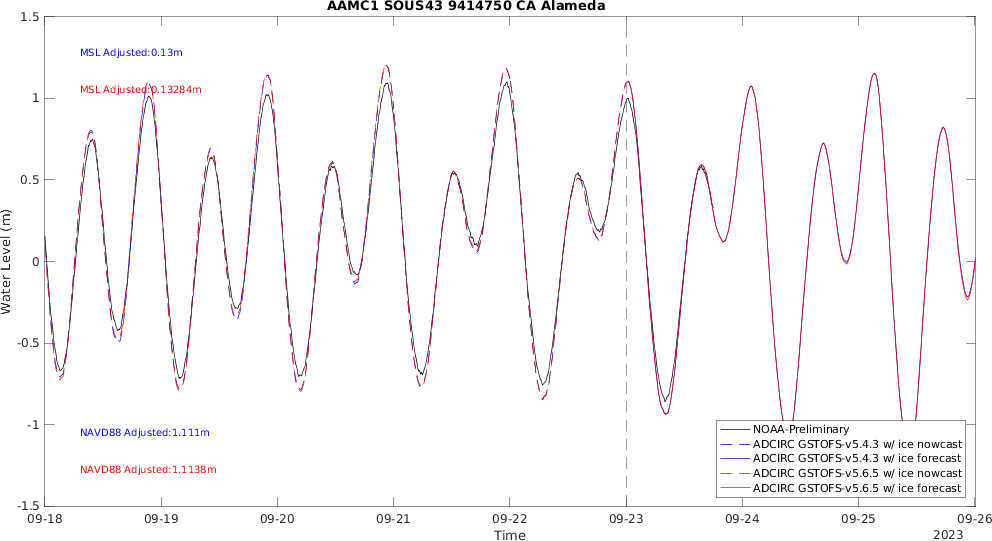 AAMC1 SOUS43 9414750 CA Alameda
1.5
1
0.5
0
-0.5
-1
-1.5
Water Level (m)
MSL Adjusted:0.13m
MSL Adjusted:0.13284m
NAVD88 Adjusted:1.111m
NAVD88 Adjusted:1.1138m
NOAA-Preliminary
ADCIRC GSTOFS-v5.4.3 w/ ice nowcast
ADCIRC GSTOFS-v5.4.3 w/ ice forecast
ADCIRC GSTOFS-v5.6.5 w/ ice nowcast
ADCIRC GSTOFS-v5.6.5 w/ ice forecast
09-18 09-19 09-20 09-21 09-22 09-23 09-24 09-25 09-26
Time
2023